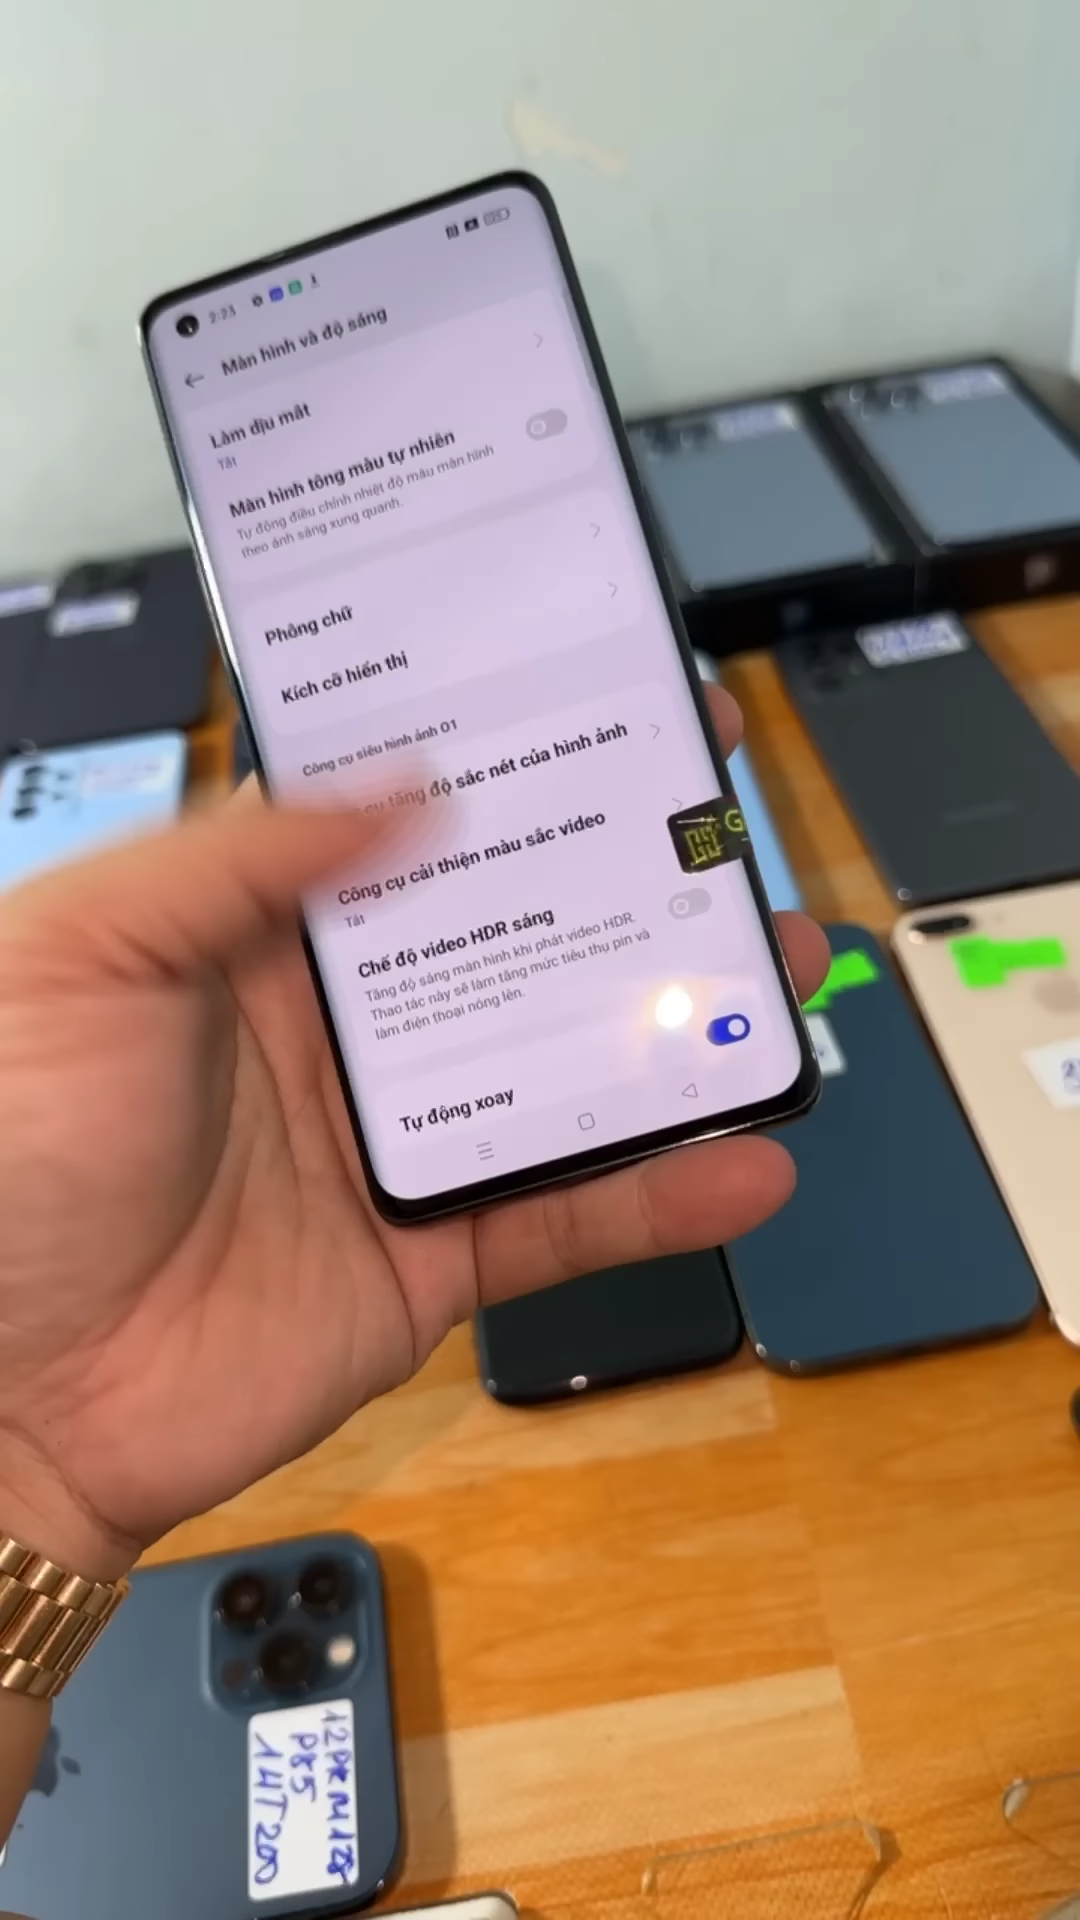 2:23
Màn hình và độ sáng
Làm dịu mắt
Tắt
Màn hình tông màu tự nhiên
Tự động điều chỉnh nhiệt độ màu màn hình
theo ánh sáng xung quanh.
Phông chữ
Kích cỡ hiển thị
Công cụ siêu hình ảnh O1
cụ tăng độ sắc nét của hình ảnh
Công cụ cải thiện màu sắc video
Tắt
Chế độ video HDR sáng
Tăng độ sáng màn hình khi phát video HDR.
Thao tác này sẽ làm tăng mức tiêu thụ pin và
làm điện thoại nóng lên.
Tự động xoay
12PRM128
P85
1HT200